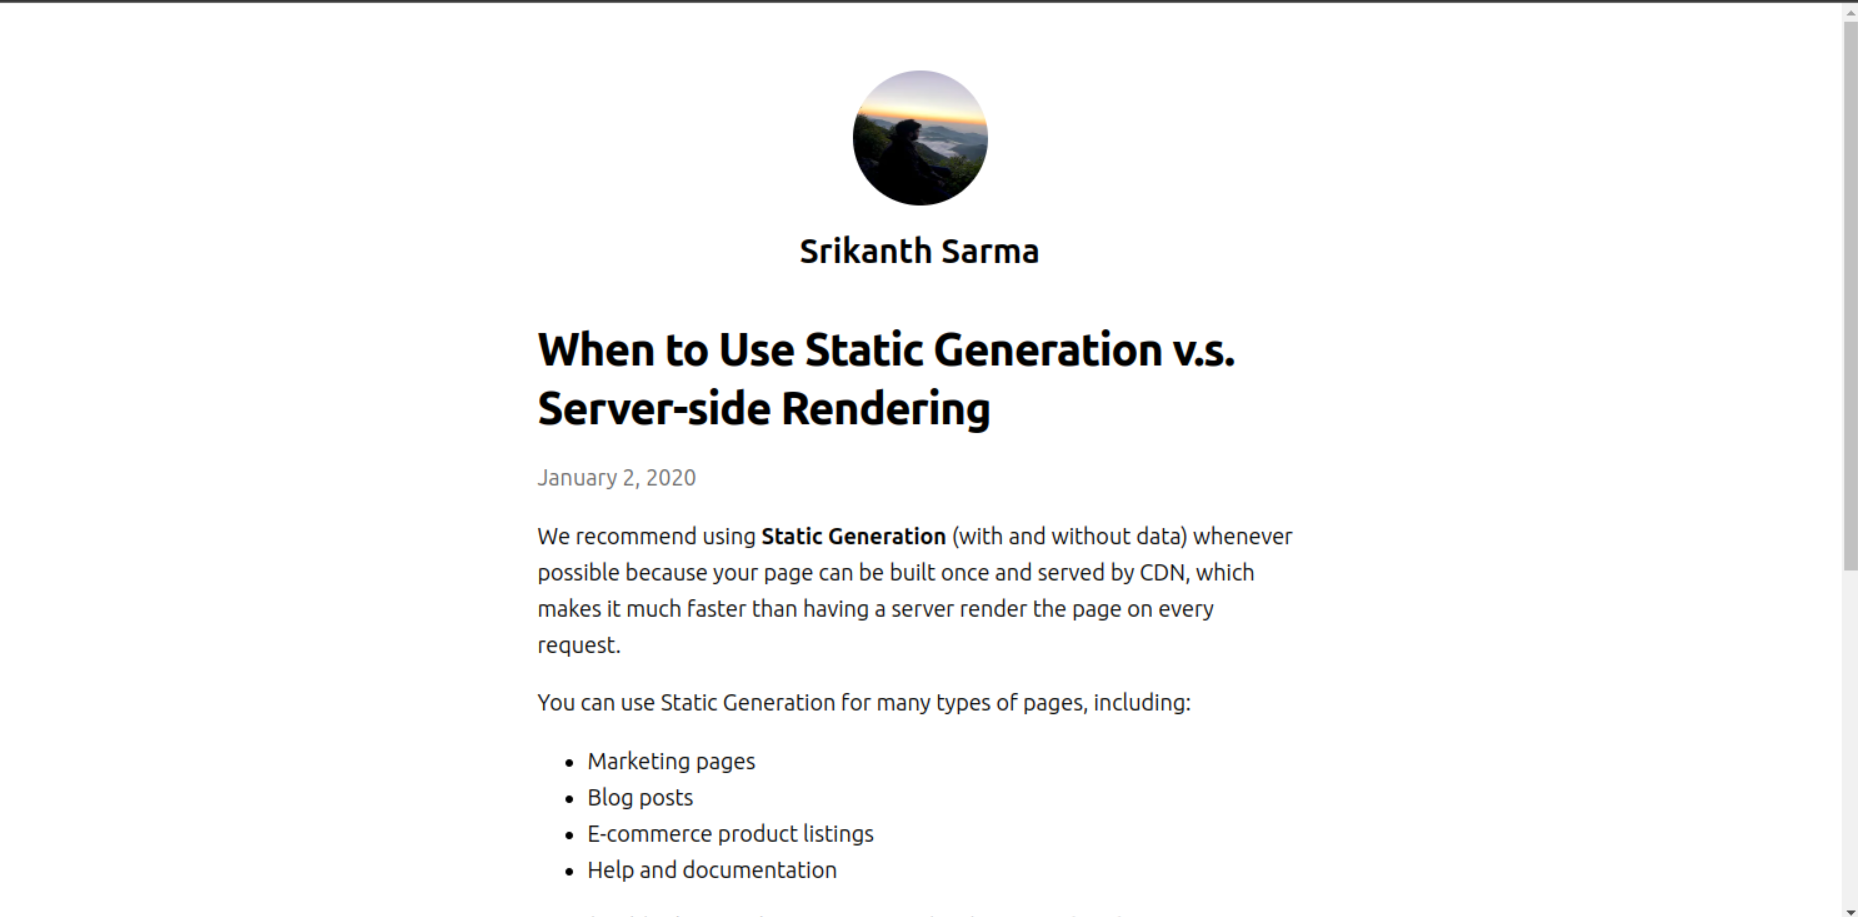 Srikanth Sarma
When to Use Static Generation v.s.
Server-side Rendering
January 2, 2020
We recommend using Static Generation (with and without data) whenever
possible because your page can be built once and served by CDN, which
makes it much faster than having a server render the page on every
request.
You can use Static Generation for many types of pages, including:
• Marketing pages
• Blog posts
• E-commerce product listings
• Help and documentation